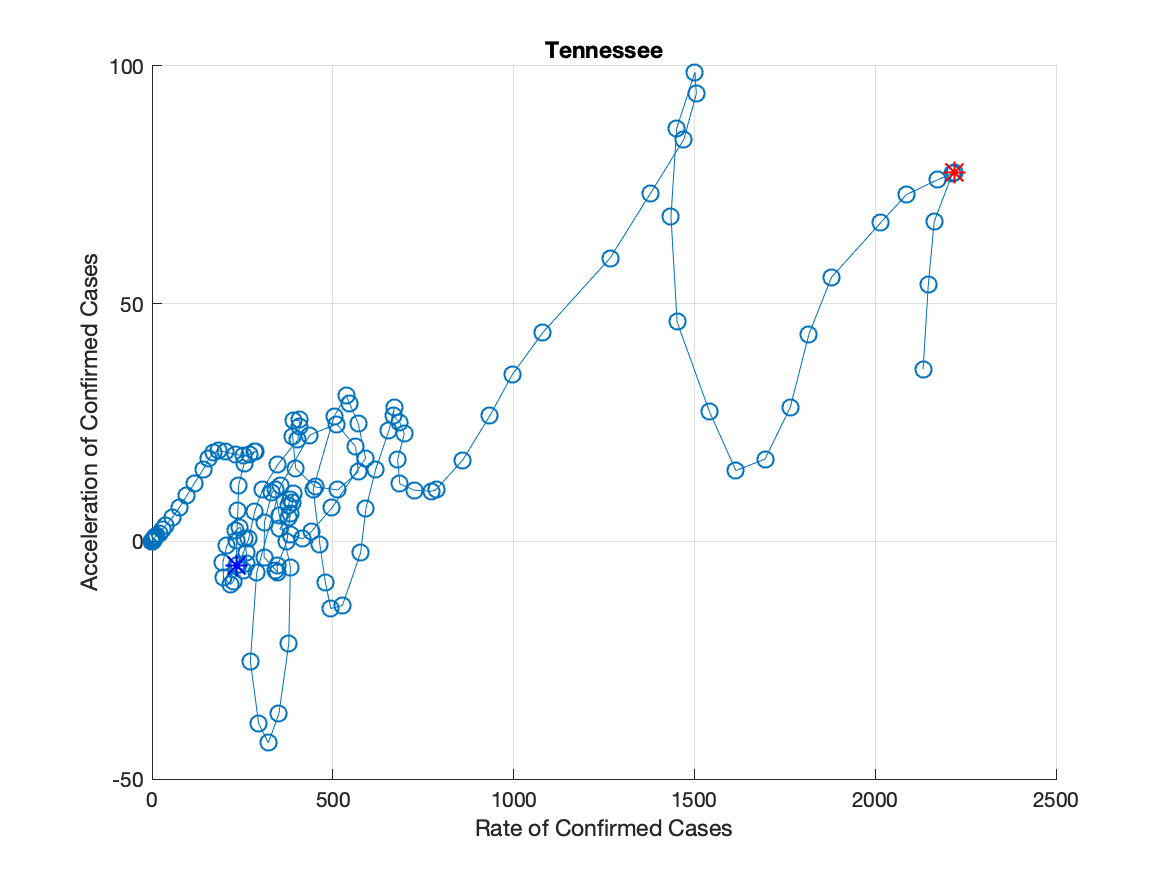 Tennessee
100
50
0
-50
Acceleration of Confirmed Cases
0 500 1000 1500 2000 2500
Rate of Confirmed Cases